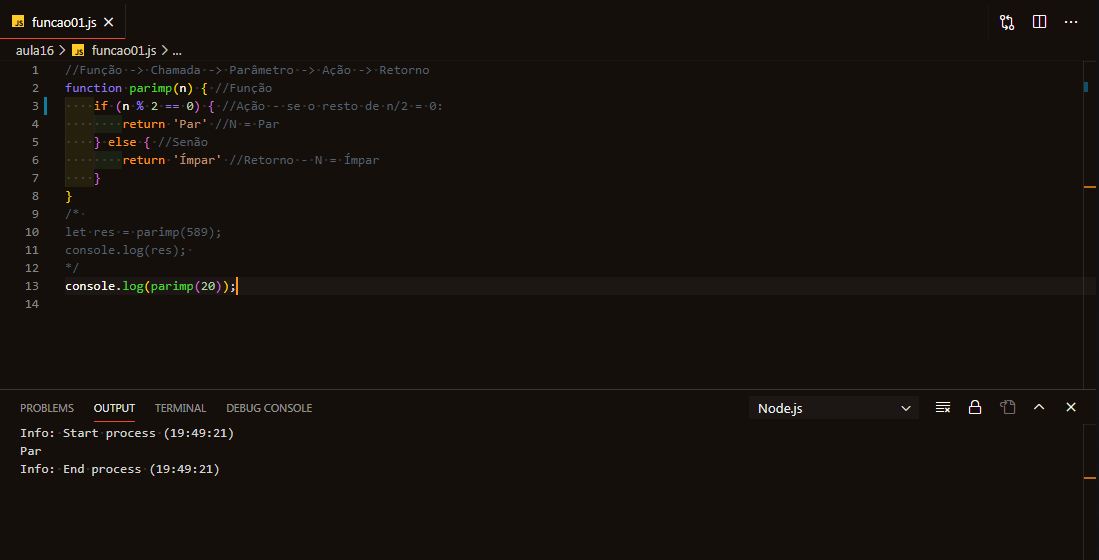 JS funcao01.js
aula16 > JS funcao01.js > ...
1 //Função -> Chamada -> Parâmetro -> Ação -> Retorno
2 function parimp(n) { //Função
3 if (n % 2 == 0) { //Ação - se o resto de n/2 = 0:
4 return 'Par' //N = Par
5 } else { //Senão
6 return 'Ímpar' //Retorno - N = Ímpar
7 }
8 }
9 /*
10 let res = parimp(589);
11 console.log(res);
12 */
13 console.log(parimp(20));
14
PROBLEMS OUTPUT TERMINAL DEBUG CONSOLE Node.js
Info: Start process (19:49:21)
Par
Info: End process (19:49:21)